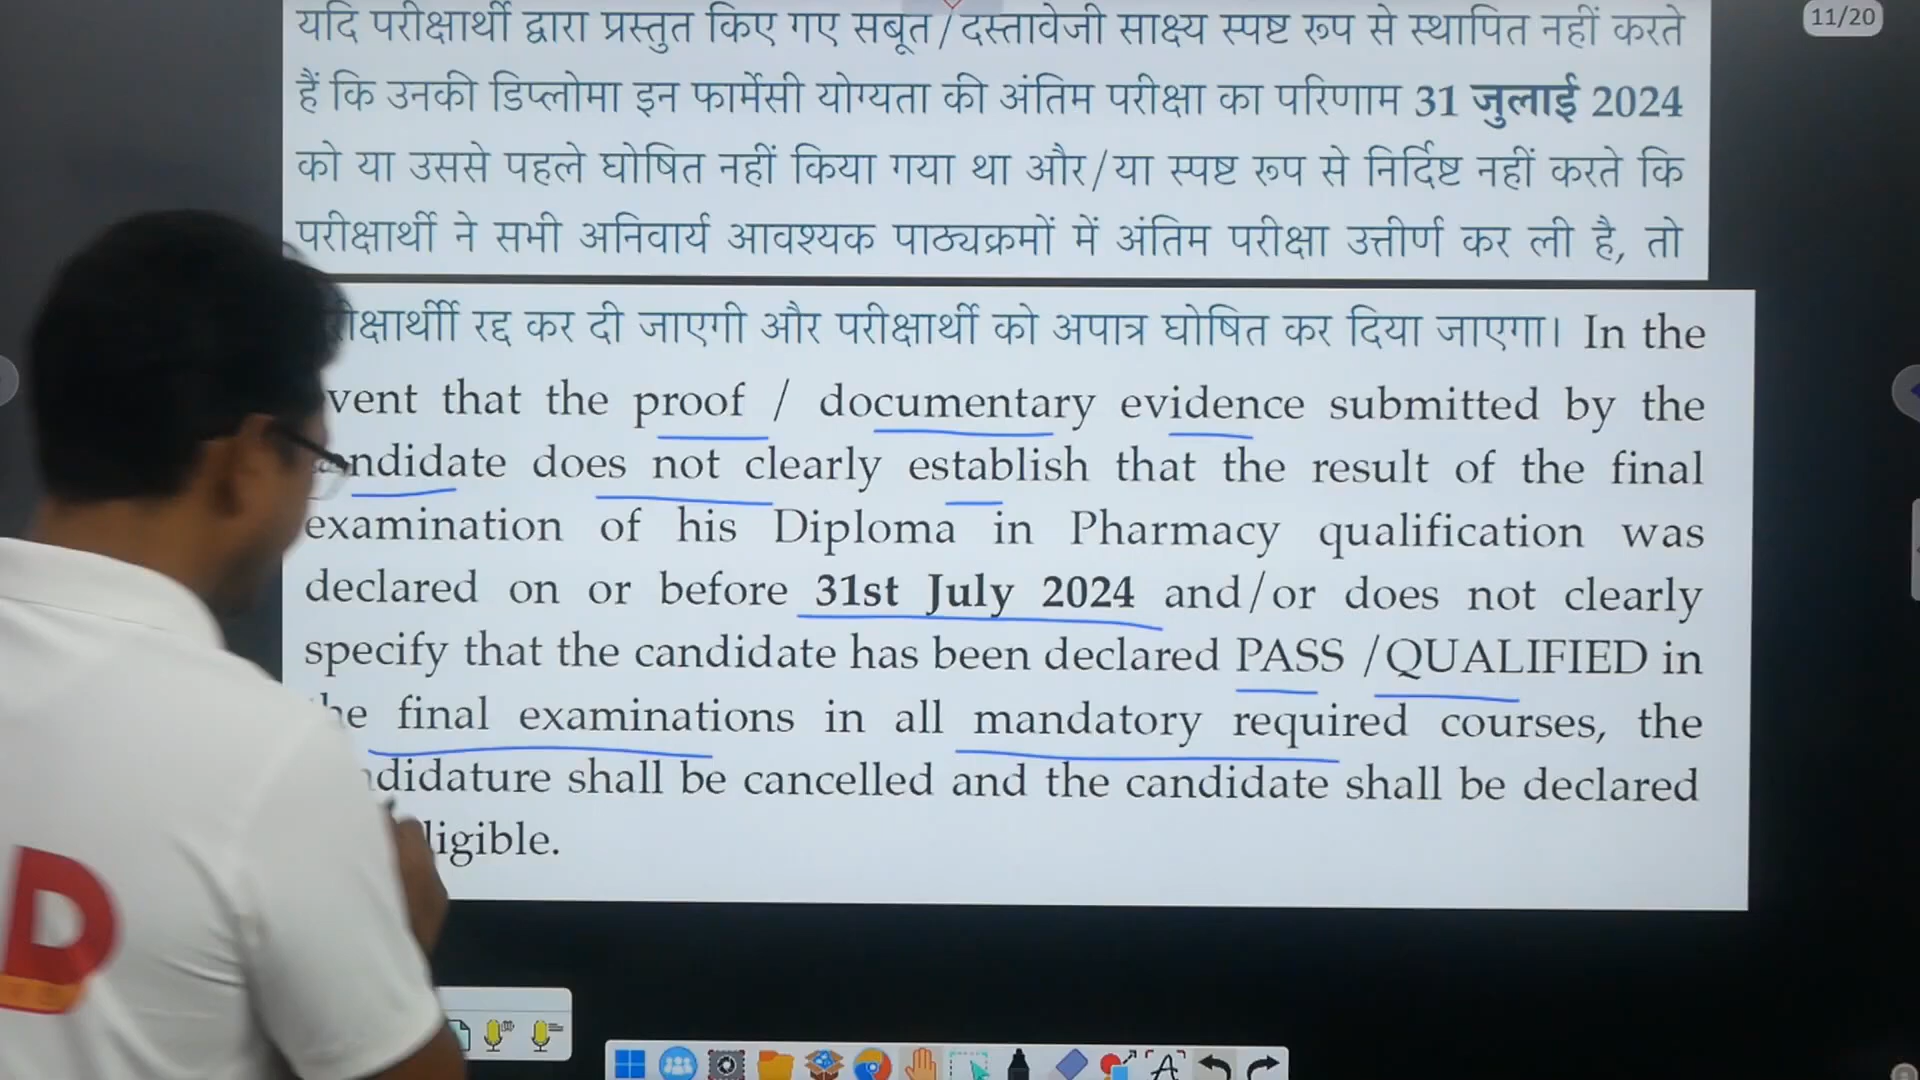 11/20
यदि परीक्षार्थी द्वारा प्रस्तुत किए गए सबूत/दस्तावेजी साक्ष्य स्पष्ट रूप से स्थापित नहीं करते
हैं कि उनकी डिप्लोमा इन फार्मेसी योग्यता की अंतिम परीक्षा का परिणाम 31 जुलाई 2024
को या उससे पहले घोषित नहीं किया गया था और/या स्पष्ट रूप से निर्दिष्ट नहीं करते कि
परीक्षार्थी ने सभी अनिवार्य आवश्यक पाठ्यक्रमों में अंतिम परीक्षा उत्तीर्ण कर ली है, तो
रद्द कर दी जाएगी और परीक्षार्थी को अपात्र घोषित कर दिया जाएगा। In the
vent that the proof / documentary evidence submitted by the
ndidate does not clearly establish that the result of the final
examination of his Diploma in Pharmacy qualification was
declared on or before 31st July 2024 and/or does not clearly
specify that the candidate has been declared PASS /QUALIFIED in
he final examinations in all mandatory required courses, the
didature shall be cancelled and the candidate shall be declared
ligible.
D